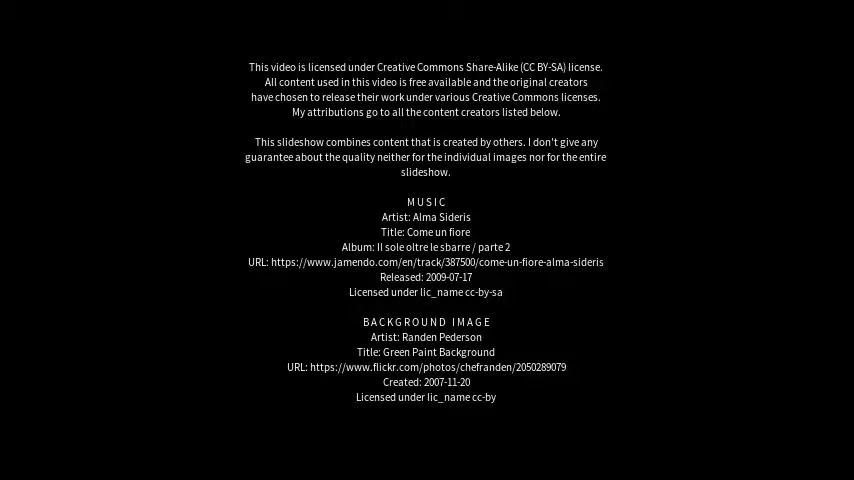 This video is licensed under Creative Commons Share-Alike (CC BY-SA) license.
All content used in this video is free available and the original creators
have chosen to release their work under various Creative Commons licenses.
My attributions go to all the content creators listed below.
This slideshow combines content that is created by others. I don't give any
guarantee about the quality neither for the individual images nor for the entire
slideshow.
MUSIC
Artist: Alma Sideris
Title: Come un fiore
Album: Il sole oltre le sbarre / parte 2
URL: https://www.jamendo.com/en/track/387500/come-un-fiore-alma-sideris
Released: 2009-07-17
Licensed under lic_name cc-by-sa
BACKGROUND IMAGE
Artist: Randen Pederson
Title: Green Paint Background
URL: https://www.flickr.com/photos/chefranden/2050289079
Created: 2007-11-20
Licensed under lic_name cc-by